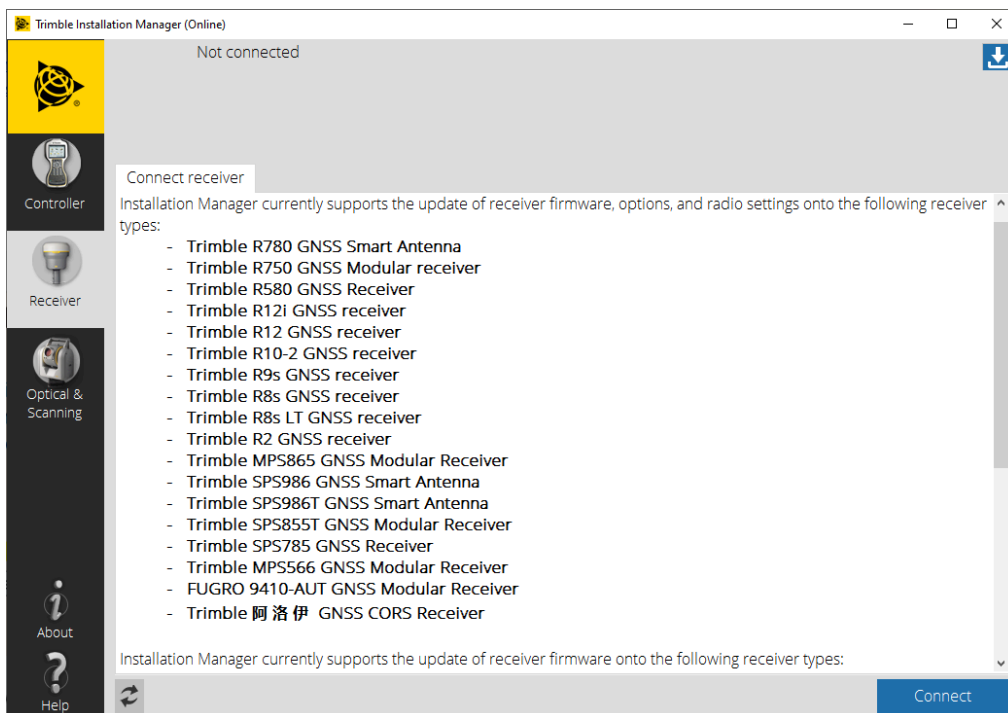 Trimble Installation Manager (Online)
Not connected
Controller
Receiver
Optical &
Scanning
About
Help
Connect receiver
Installation Manager currently supports the update of receiver firmware, options, and radio settings onto the following receiver
types:
- Trimble R780 GNSS Smart Antenna
- Trimble R750 GNSS Modular receiver
- Trimble R580 GNSS Receiver
- Trimble R12i GNSS receiver
- Trimble R12 GNSS receiver
- Trimble R10-2 GNSS receiver
- Trimble R9s GNSS receiver
- Trimble R8s GNSS receiver
- Trimble R8s LT GNSS receiver
- Trimble R2 GNSS receiver
- Trimble MPS865 GNSS Modular Receiver
- Trimble SPS986 GNSS Smart Antenna
- Trimble SPS986T GNSS Smart Antenna
- Trimble SPS855T GNSS Modular Receiver
- Trimble SPS785 GNSS Receiver
- Trimble MPS566 GNSS Modular Receiver
- FUGRO 9410-AUT GNSS Modular Receiver
- Trimble 阿洛伊 GNSS CORS Receiver
Installation Manager currently supports the update of receiver firmware onto the following receiver types:
Connect